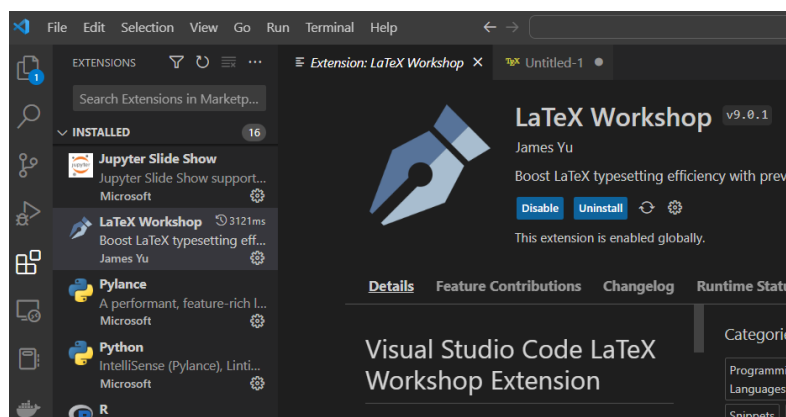 File Edit Selection View Go Run Terminal Help
EXTENSIONS
Extension: LaTeX Workshop
TEX Untitled-1
1
Search Extensions in Marketp...
INSTALLED 16
jupyter
Jupyter Slide Show
Jupyter Slide Show support...
Microsoft
LaTeX Workshop 3121ms
Boost LaTeX typesetting eff...
James Yu
Pylance
A performant, feature-rich l...
Microsoft
Python
IntelliSense (Pylance), Linti...
Microsoft
R
LaTeX Workshop v9.0.1
James Yu
Boost LaTeX typesetting efficiency with prev
Disable Uninstall
This extension is enabled globally.
Details Feature Contributions Changelog Runtime Statu
Visual Studio Code LaTeX
Workshop Extension
Categori
Programmi
Languages
Snippets